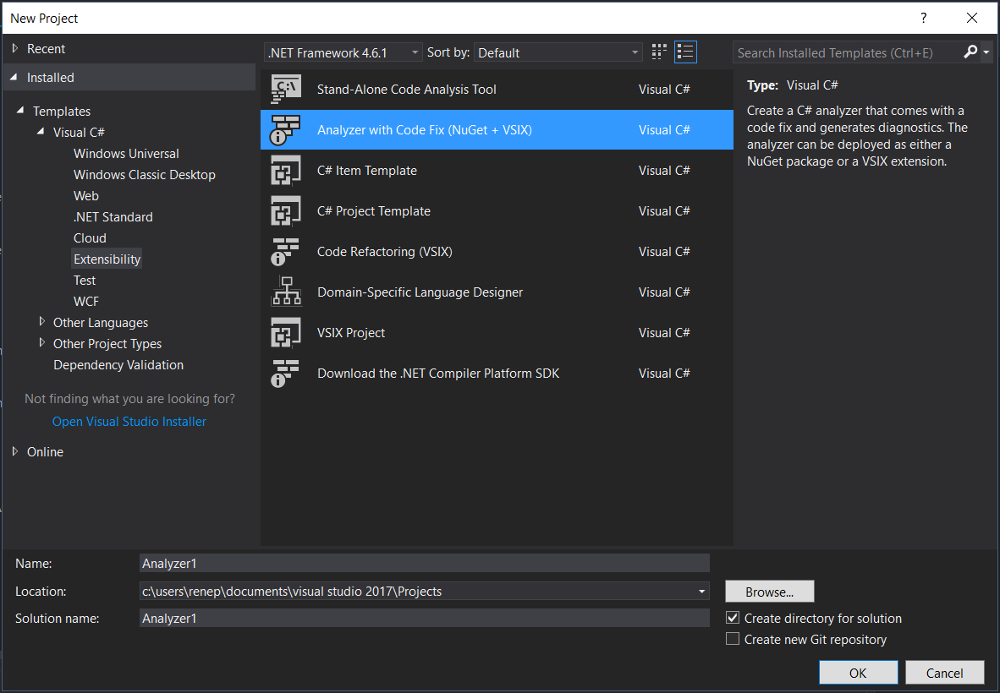 New Project
?
Recent
Installed
Templates
Visual C#
Windows Universal
Windows Classic Desktop
Web
.NET Standard
Cloud
Extensibility
Test
WCF
Other Languages
Other Project Types
Dependency Validation
Not finding what you are looking for?
Open Visual Studio Installer
Online
.NET Framework 4.6.1 Sort by: Default
C:\
Stand-Alone Code Analysis Tool Visual C#
Analyzer with Code Fix (NuGet + VSIX) Visual C#
C# Item Template Visual C#
C# Project Template Visual C#
Code Refactoring (VSIX) Visual C#
Domain-Specific Language Designer Visual C#
VSIX Project Visual C#
Download the .NET Compiler Platform SDK Visual C#
Search Installed Templates (Ctrl+E)
Type: Visual C#
Create a C# analyzer that comes with a
code fix and generates diagnostics. The
analyzer can be deployed as either a
NuGet package or a VSIX extension.
Name: Analyzer1
Location: c:\users\renep\documents\visual studio 2017\Projects
Browse...
Solution name: Analyzer1
Create directory for solution
Create new Git repository
OK Cancel